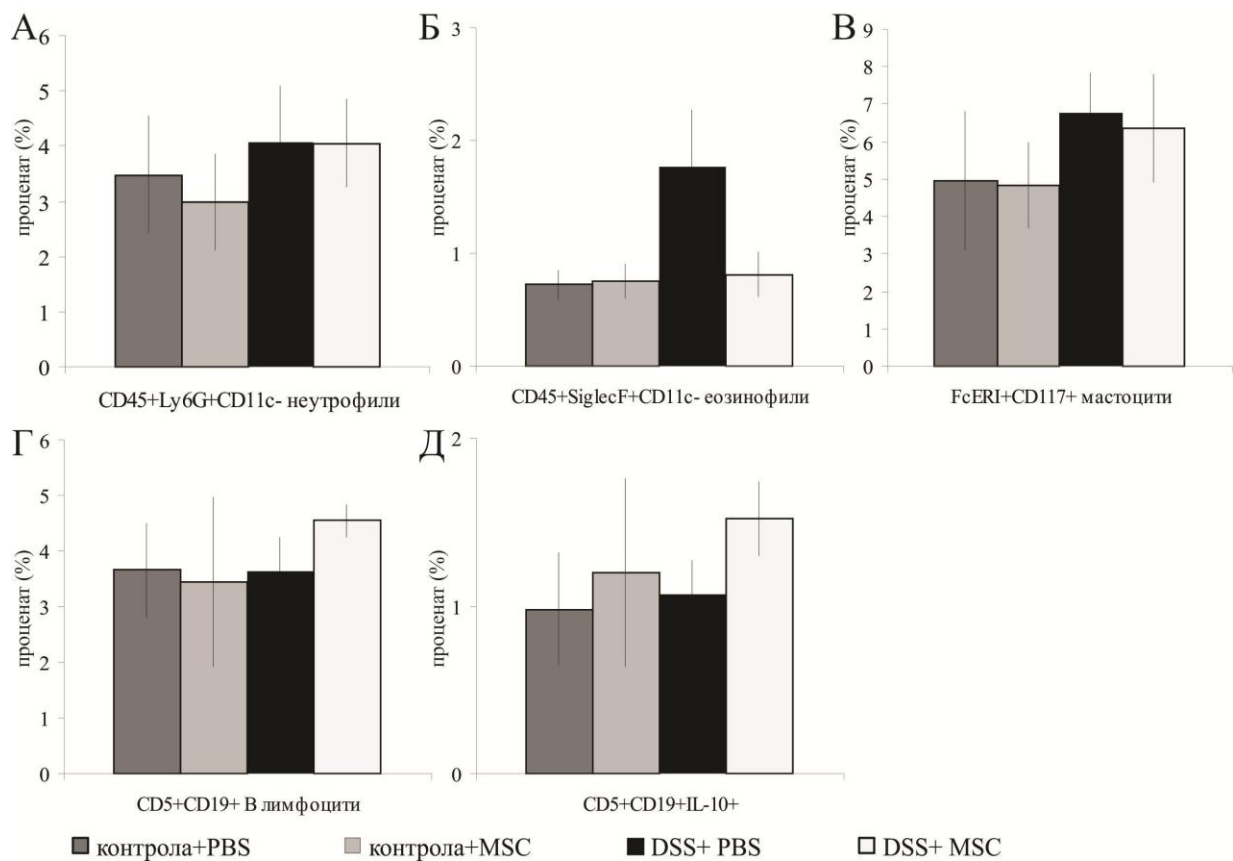 А
6
5
4
3
2
1
0
проценат (%)
CD45+Ly6G+CD11c- неутрофили
Б
3
2
1
0
проценат (%)
CD45+SiglecF+CD11c- еозинофили
В
9
8
7
6
5
4
3
2
1
0
проценат (%)
FcERI+CD117+ мастоцити
Г
6
5
4
3
2
1
0
проценат (%)
CD5+CD19+ В лимфоцити
Д
2
1
0
проценат (%)
CD5+CD19+IL-10+
контрола+PBS контрола+MSC DSS+ PBS DSS+ MSC